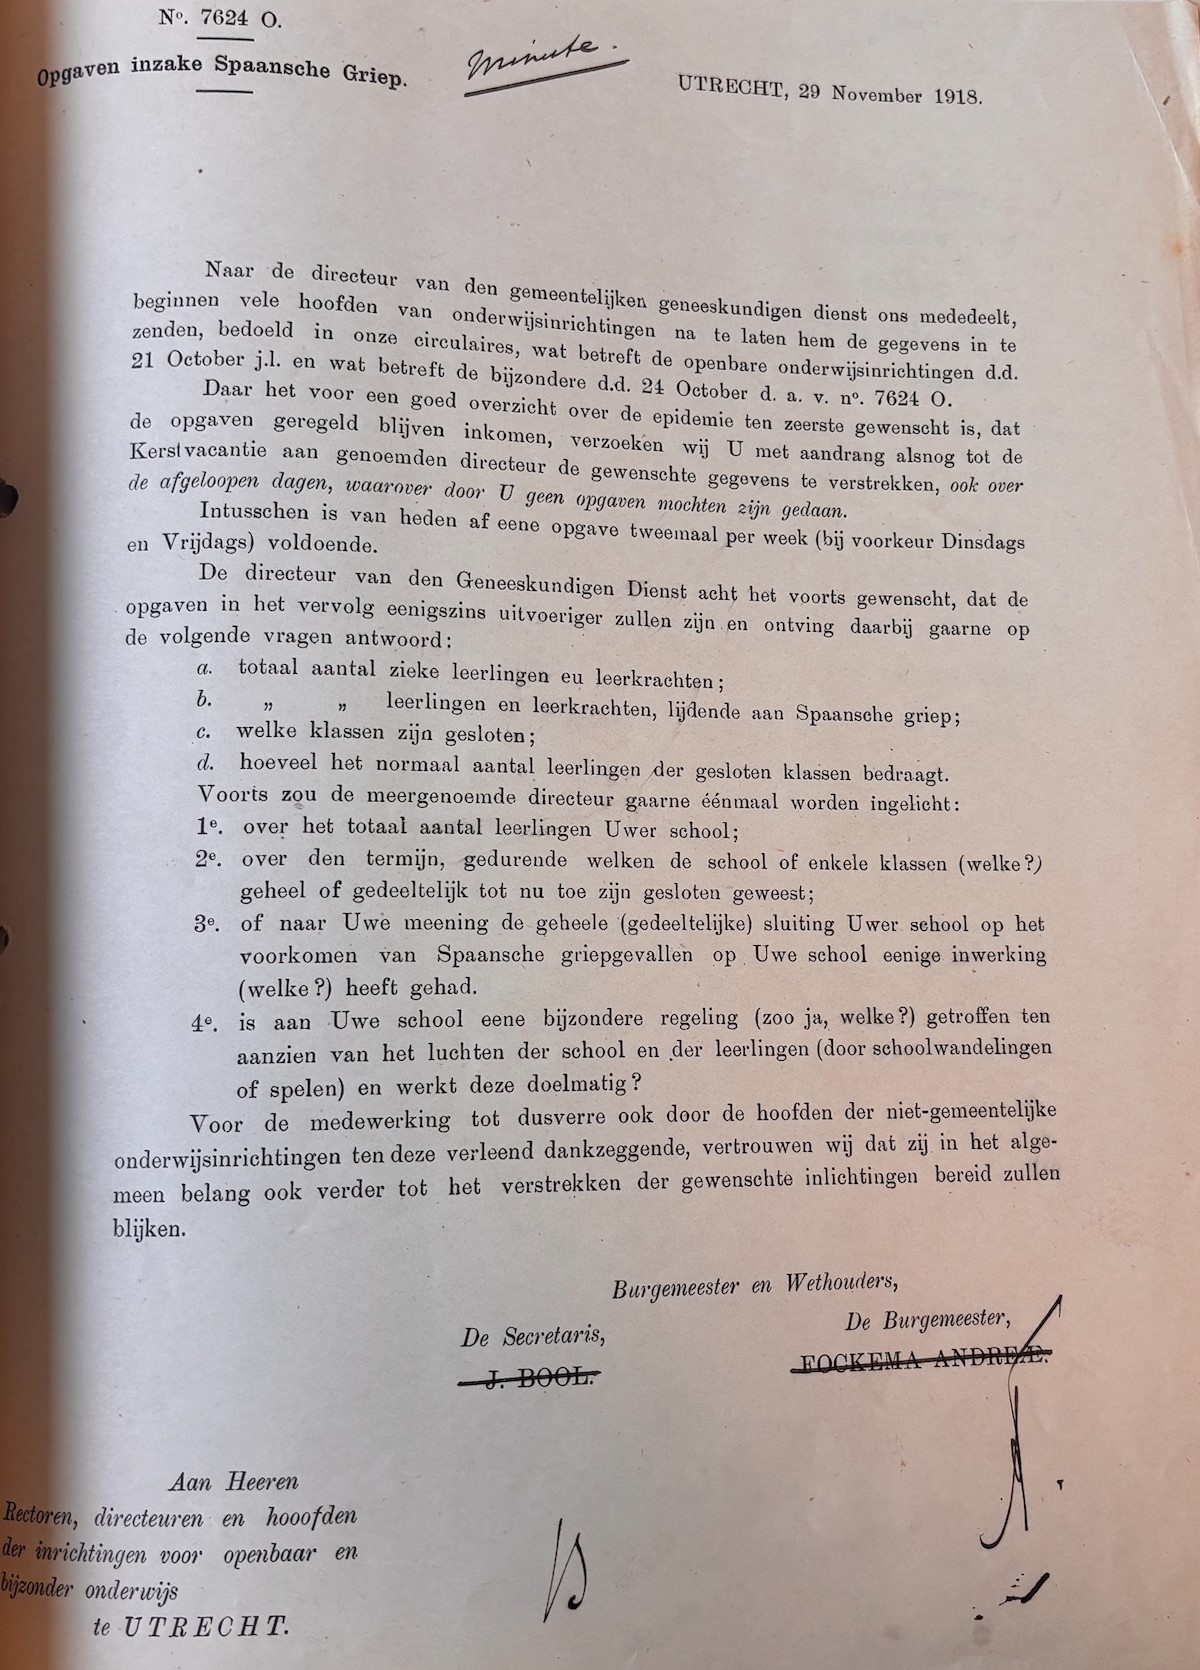 Nº. 7624 O.
Opgaven inzake Spaansche Griep.
Minute.
UTRECHT, 29 November 1918.
Naar de directeur van den gemeentelijken geneeskundigen dienst ons mededeelt,
beginnen vele hoofden van onderwijsinrichtingen na te laten hem de gegevens in te
zenden, bedoeld in onze circulaires, wat betreft de openbare onderwijsinrichtingen d.d.
21 October j.l. en wat betreft de bijzondere d.d. 24 October d. a. v. nº. 7624 O.
Daar het voor een goed overzicht over de epidemie ten zeerste gewenscht is, dat
de opgaven geregeld blijven inkomen, verzoeken wij U met aandrang alsnog tot de
Kerstvacantie aan genoemden directeur de gewenschte gegevens te verstrekken, ook over
de afgeloopen dagen, waarover door U geen opgaven mochten zijn gedaan.
Intusschen is van heden af eene opgave tweemaal per week (bij voorkeur Dinsdags
en Vrijdags) voldoende.
De directeur van den Geneeskundigen Dienst acht het voorts gewenscht, dat de
opgaven in het vervolg eenigszins uitvoeriger zullen zijn en ontving daarbij gaarne op
de volgende vragen antwoord:
a. totaal aantal zieke leerlingen eu leerkrachten;
b. „ „ leerlingen en leerkrachten, lijdende aan Spaansche griep;
c. welke klassen zijn gesloten;
d. hoeveel het normaal aantal leerlingen der gesloten klassen bedraagt.
Voorts zou de meergenoemde directeur gaarne éénmaal worden ingelicht:
1e. over het totaal aantal leerlingen Uwer school;
2e. over den termijn, gedurende welken de school of enkele klassen (welke?)
geheel of gedeeltelijk tot nu toe zijn gesloten geweest;
3e. of naar Uwe meening de geheele (gedeeltelijke) sluiting Uwer school op het
voorkomen van Spaansche griepgevallen op Uwe school eenige inwerking
(welke?) heeft gehad.
4e. is aan Uwe school eene bijzondere regeling (zoo ja, welke?) getroffen ten
aanzien van het luchten der school en der leerlingen (door schoolwandelingen
of spelen) en werkt deze doelmatig?
Voor de medewerking tot dusverre ook door de hoofden der niet-gemeentelijke
onderwijsinrichtingen ten deze verleend dankzeggende, vertrouwen wij dat zij in het alge-
meen belang ook verder tot het verstrekken der gewenschte inlichtingen bereid zullen
blijken.
Burgemeester en Wethouders,
De Secretaris,
De Burgemeester,
J. BOOL.
FOCKEMA ANDREÆ.
Aan Heeren
Rectoren, directeuren en hooofden
der inrichtingen voor openbaar en
bijzonder onderwijs
te UTRECHT.